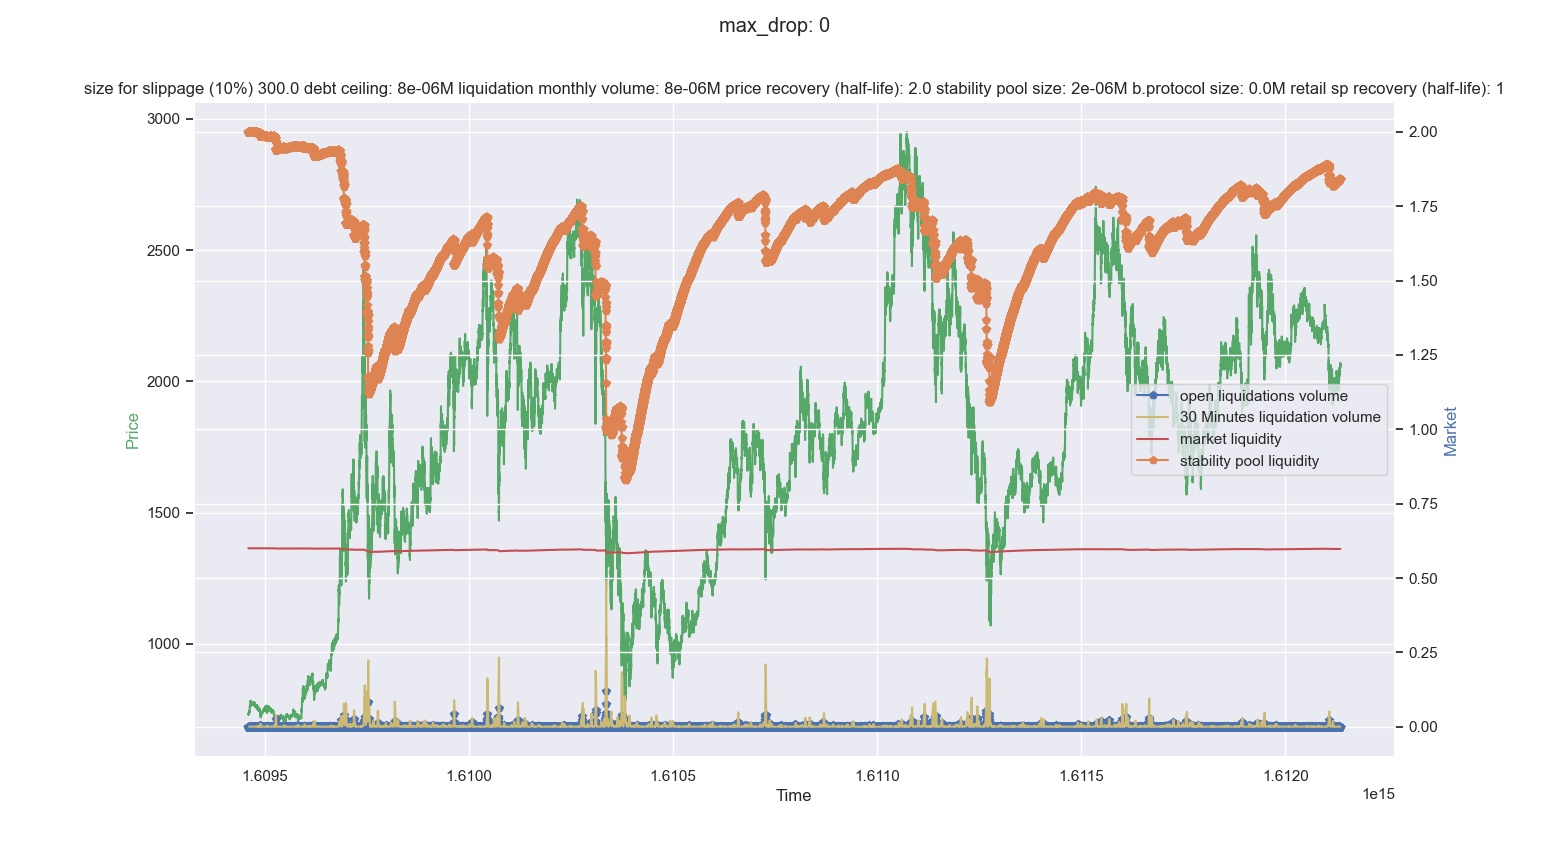 max_drop: 0
size for slippage (10%) 300.0 debt ceiling: 8e-06M liquidation monthly volume: 8e-06M price recovery (half-life): 2.0 stability pool size: 2e-06M b.protocol size: 0.0M retail sp recovery (half-life): 1
3000
2500
2000
1500
1000
Price
2.00
1.75
1.50
1.25
1.00
0.75
0.50
0.25
0.00
Market
open liquidations volume
30 Minutes liquidation volume
market liquidity
stability pool liquidity
1.6095 1.6100 1.6105 1.6110 1.6115 1.6120
1e15
Time